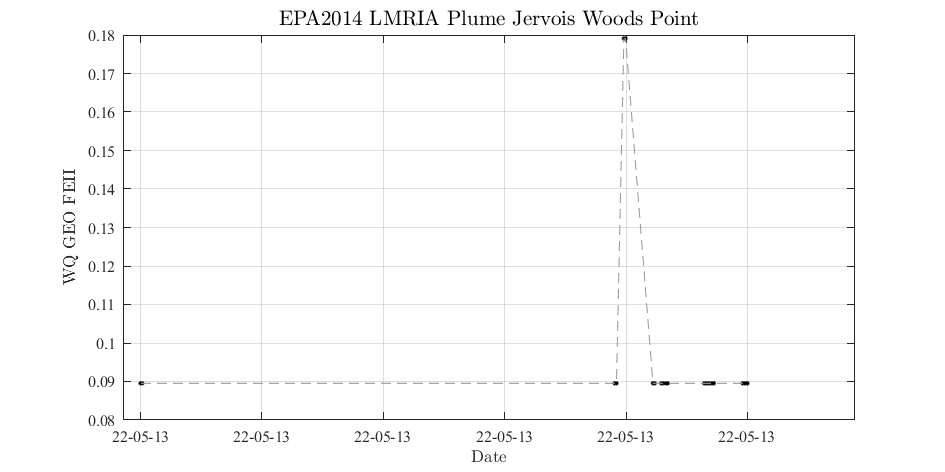 EPA2014 LMRIA Plume Jervois Woods Point
0.18
0.17
0.16
0.15
0.14
0.13
0.12
0.11
0.1
0.09
0.08
WQ GEO FEII
22-05-13 22-05-13 22-05-13 22-05-13 22-05-13 22-05-13
Date